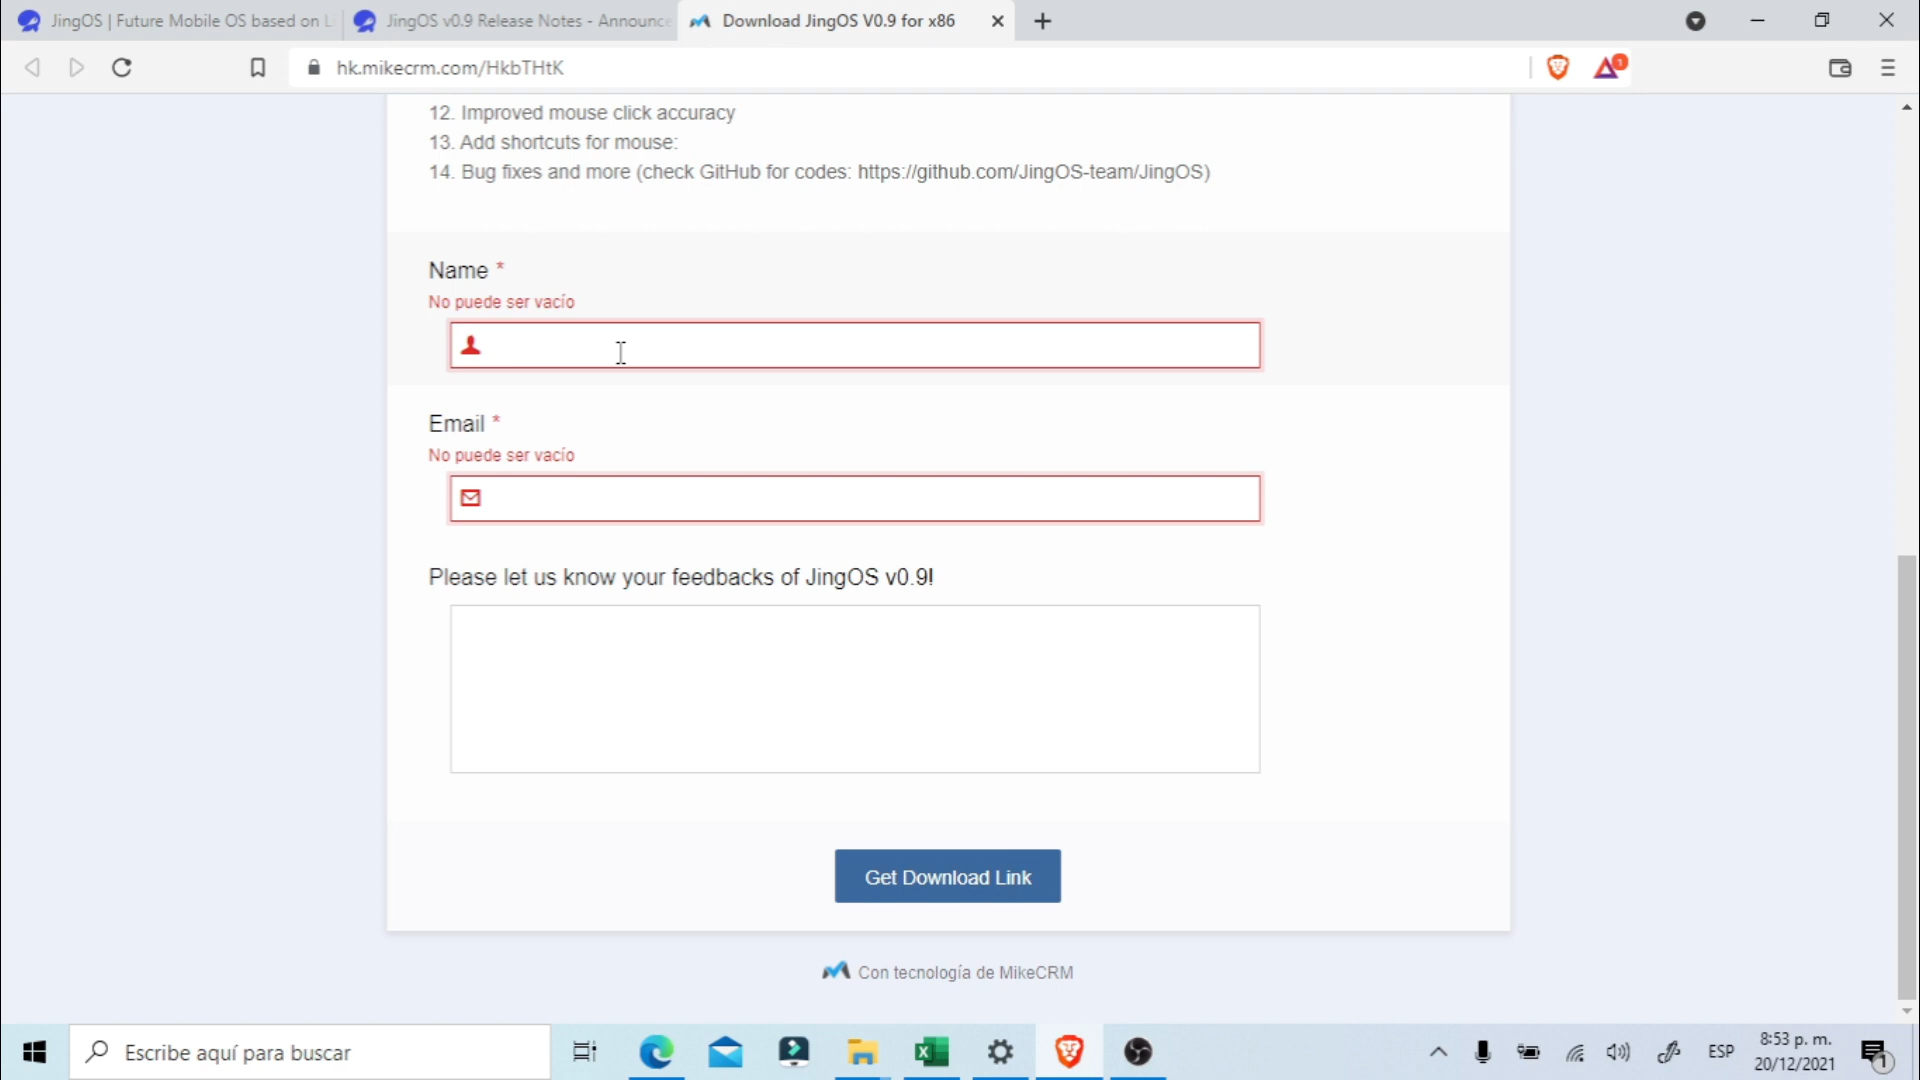 JingOS | Future Mobile OS based on Li
JingOS v0.9 Release Notes - Announce
Download JingOS V0.9 for x86
hk.mikecrm.com/HkbTHtK
1
12. Improved mouse click accuracy
13. Add shortcuts for mouse:
14. Bug fixes and more (check GitHub for codes: https://github.com/JingOS-team/JingOS)
Name *
No puede ser vacío
Email *
No puede ser vacío
Please let us know your feedbacks of JingOS v0.9!
Get Download Link
Con tecnología de MikeCRM
Escribe aquí para buscar
ESP
8:53 p. m.
20/12/2021
1